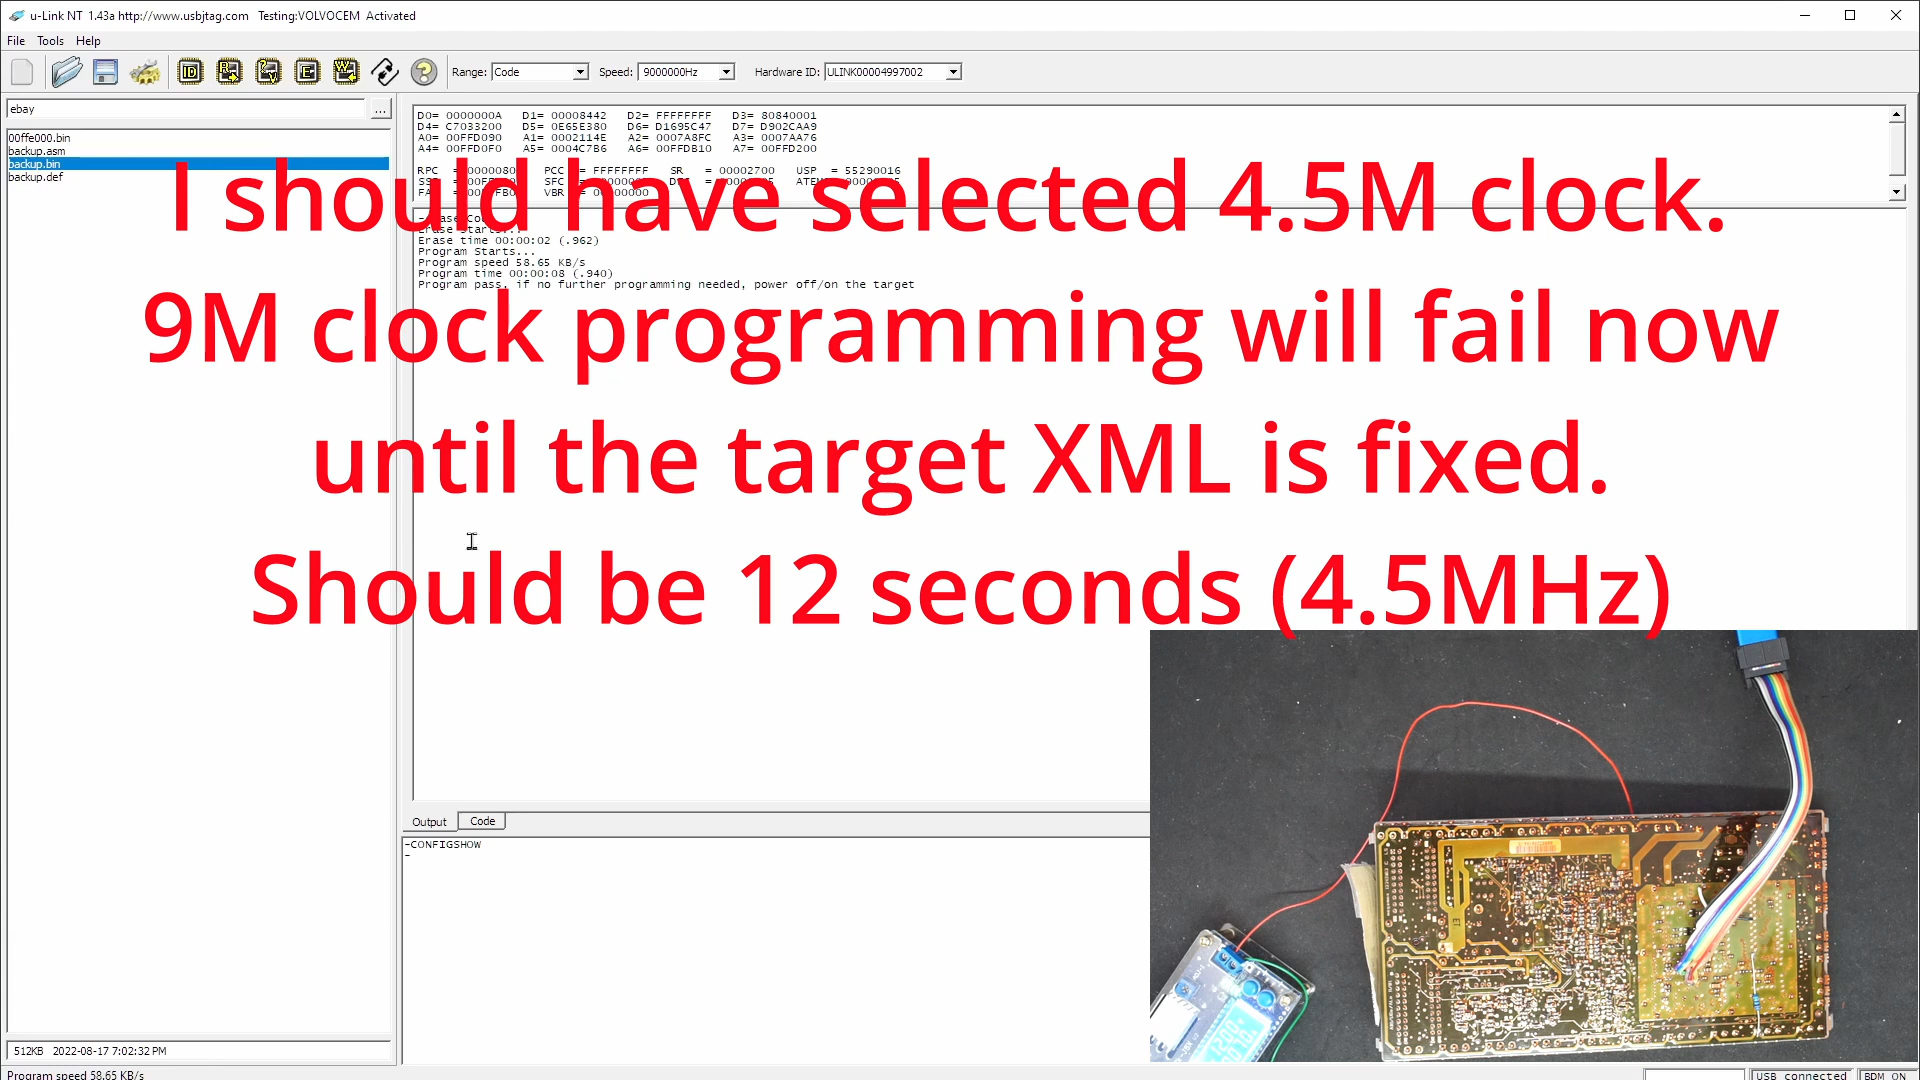 u-Link NT 1.43a http://www.usbjtag.com Testing:VOLVOCEM Activated
File Tools Help
Range: Code Speed: 9000000Hz Hardware ID: ULINK00004997002
ebay
...
00ffe000.bin
backup.asm
backup.bin
backup.def
D0= 0000000A D1= 00008442 D2= FFFFFFFF D3= 80840001
D4= C7033200 D5= 0E65E380 D6= D1695C47 D7= D902CAA9
A0= 00FFD090 A1= 0002114E A2= 0007A8FC A3= 0007AA76
A4= 00FFD0F0 A5= 0004C7B6 A6= 00FFDB10 A7= 00FFD200
RPC = PCC = FFFFFFFF SR = 00002700 USP = 55290016
I should have selected 4.5M clock.
Erase time 00:00:02 (.962)
Program Starts...
Program speed 58.65 KB/s
Program time 00:00:08 (.940)
Program pass, if no further programming needed, power off/on the target
9M clock programming will fail now
until the target XML is fixed.
Should be 12 seconds (4.5MHz)
Output Code
-CONFIGSHOW
-
512KB 2022-08-17 7:02:32 PM
Program speed 58.65 KB/s
USB connected BDM ON